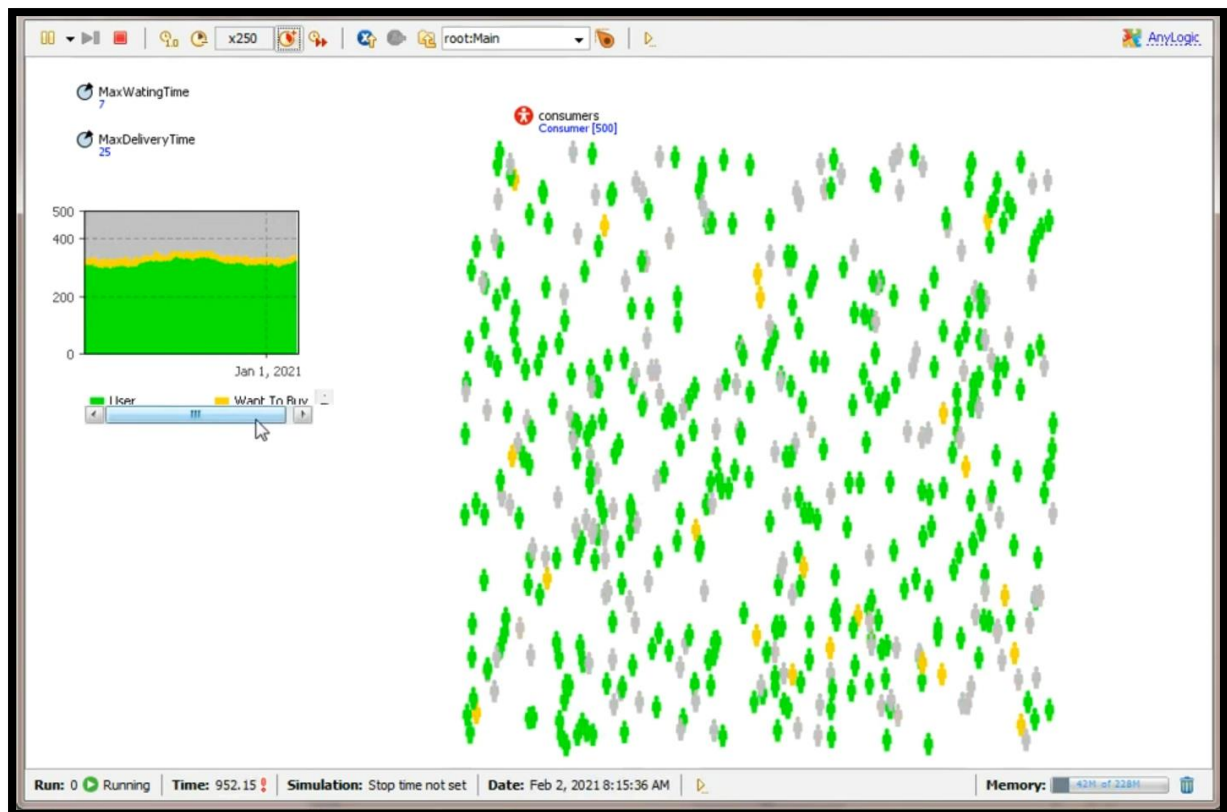 x250
root:Main
AnyLogic
MaxWatingTime
7
MaxDeliveryTime
25
consumers
Consumer [500]
500
400
200
0
Jan 1, 2021
User Want To Buy
Run: 0 Running Time: 952.15 Simulation: Stop time not set Date: Feb 2, 2021 8:15:36 AM Memory: 42M of 228M